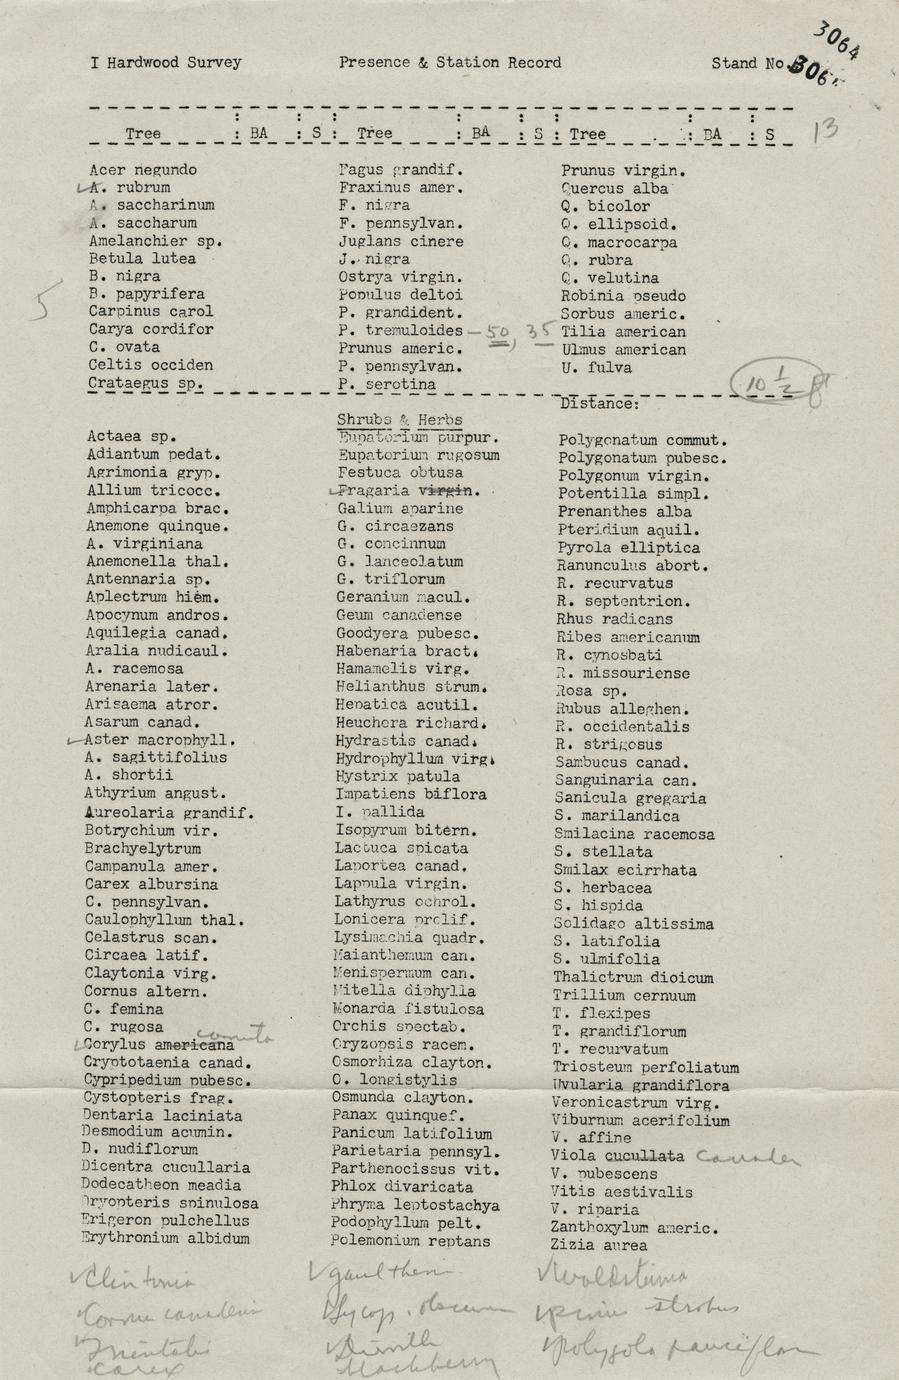 3064
I Hardwood Survey Presence & Station Record Stand No. 3064
Tree : BA : S : Tree : BA : S : Tree : BA : S 13
Acer negundo Fagus grandif. Prunus virgin.
✓A. rubrum Fraxinus amer. Quercus alba
A. saccharinum F. nigra Q. bicolor
A. saccharum F. pennsylvan. Q. ellipsoid.
Amelanchier sp. Juglans cinere Q. macrocarpa
Betula lutea J. nigra Q. rubra
B. nigra Ostrya virgin. Q. velutina
5 B. papyrifera Populus deltoi Robinia pseudo
Carpinus carol P. grandident. Sorbus americ.
Carya cordifor P. tremuloides — 50, 35 Tilia american
C. ovata Prunus americ. Ulmus american
Celtis occiden P. pennsylvan. U. fulva
Crataegus sp. P. serotina 10 1/2
Distance:
Shrubs & Herbs
Actaea sp. Eupatorium purpur. Polygonatum commut.
Adiantum pedat. Eupatorium rugosum Polygonatum pubesc.
Agrimonia gryp. Festuca obtusa Polygonum virgin.
Allium tricocc. ✓Fragaria virgin. Potentilla simpl.
Amphicarpa brac. Galium aparine Prenanthes alba
Anemone quinque. G. circaezans Pteridium aquil.
A. virginiana G. concinnum Pyrola elliptica
Anemonella thal. G. lanceolatum Ranunculus abort.
Antennaria sp. G. triflorum R. recurvatus
Aplectrum hiem. Geranium macul. R. septentrion.
Apocynum andros. Geum canadense Rhus radicans
Aquilegia canad. Goodyera pubesc. Ribes americanum
Aralia nudicaul. Habenaria bract. R. cynosbati
A. racemosa Hamamelis virg. R. missouriense
Arenaria later. Helianthus strum. Rosa sp.
Arisaema atror. Hepatica acutil. Rubus alleghen.
Asarum canad. Heuchera richard. R. occidentalis
✓Aster macrophyll. Hydrastis canad. R. strigosus
A. sagittifolius Hydrophyllum virg. Sambucus canad.
A. shortii Hystrix patula Sanguinaria can.
Athyrium angust. Impatiens biflora Sanicula gregaria
Aureolaria grandif. I. pallida S. marilandica
Botrychium vir. Isopyrum bitern. Smilacina racemosa
Brachyelytrum Lactuca spicata S. stellata
Campanula amer. Laportea canad. Smilax ecirrhata
Carex albursina Lappula virgin. S. herbacea
C. pennsylvan. Lathyrus ochrol. S. hispida
Caulophyllum thal. Lonicera prolif. Solidago altissima
Celastrus scan. Lysimachia quadr. S. latifolia
Circaea latif. Maianthemum can. S. ulmifolia
Claytonia virg. Menispermum can. Thalictrum dioicum
Cornus altern. Mitella diphylla Trillium cernuum
C. femina Monarda fistulosa T. flexipes
C. rugosa Orchis spectab. T. grandiflorum
✓Corylus americana cornuta Oryzopsis racem. T. recurvatum
Cryptotaenia canad. Osmorhiza clayton. Triosteum perfoliatum
Cypripedium pubesc. O. longistylis Uvularia grandiflora
Cystopteris frag. Osmunda clayton. Veronicastrum virg.
Dentaria laciniata Panax quinquef. Viburnum acerifolium
Desmodium acumin. Panicum latifolium V. affine
D. nudiflorum Parietaria pennsyl. Viola cucullata
Dicentra cucullaria Parthenocissus vit. V. pubescens
Dodecatheon meadia Phlox divaricata Vitis aestivalis
Dryopteris spinulosa Phryma leptostachya V. riparia
Erigeron pulchellus Podophyllum pelt. Zanthoxylum americ.
Erythronium albidum Polemonium reptans Zizia aurea
✓Clintonia ✓gaultheri ✓Waldsteinia
✓Cornus canadensis ✓Lycop. obscurum ✓pinus strobus
✓Trientalis ✓Dierville ✓Polygola pauciflora
carex blackberry